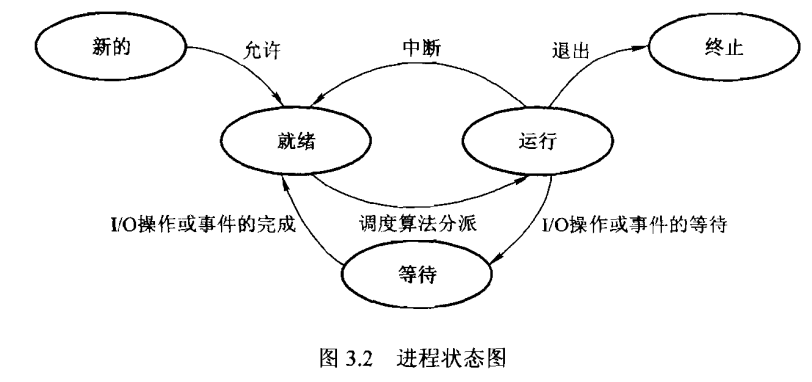 新的
允许
中断
退出
终止
就绪
运行
I/O操作或事件的完成
调度算法分派
I/O操作或事件的等待
等待
图 3.2 进程状态图